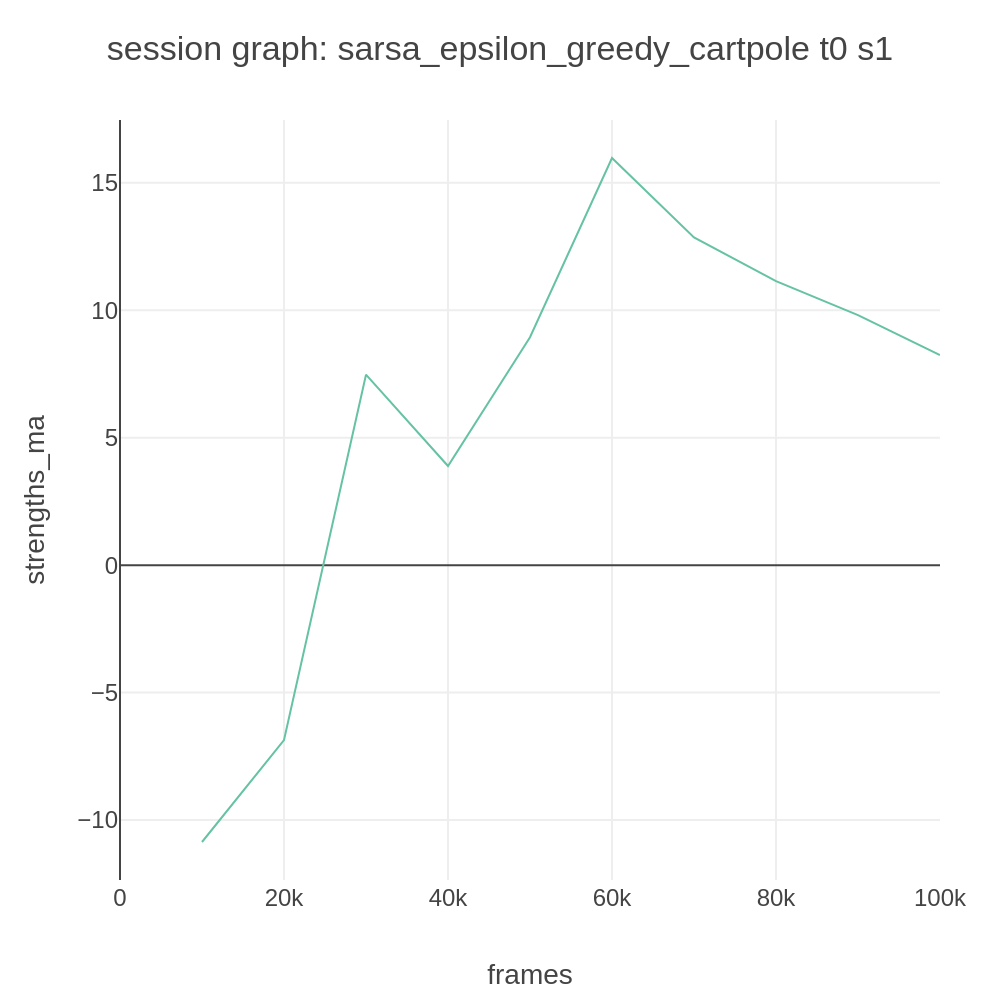 session graph: sarsa_epsilon_greedy_cartpole t0 s1
strengths_ma
15
10
5
0
−5
−10
0
20k
40k
60k
80k
100k
frames